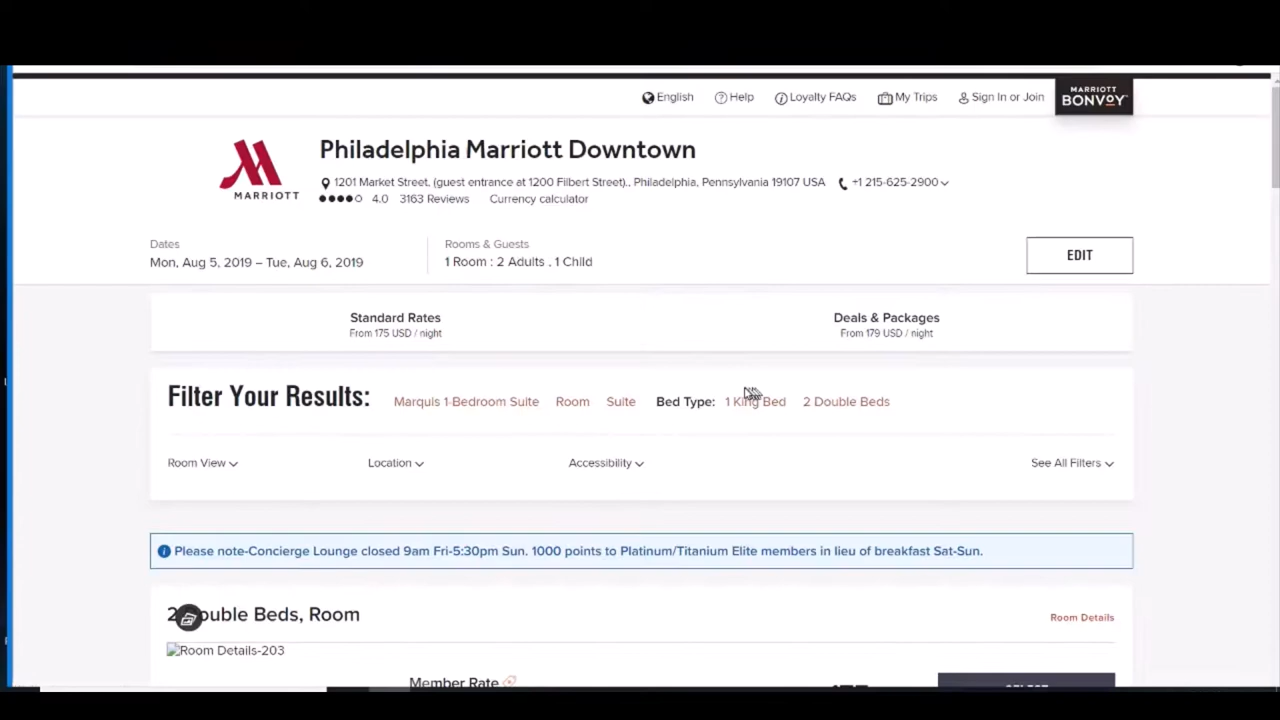 English Help Loyalty FAQs My Trips Sign In or Join MARRIOTT BONVOY
Philadelphia Marriott Downtown
MARRIOTT
1201 Market Street, (guest entrance at 1200 Filbert Street)., Philadelphia, Pennsylvania 19107 USA +1 215-625-2900
4.0 3163 Reviews Currency calculator
Dates
Mon, Aug 5, 2019 – Tue, Aug 6, 2019
Rooms & Guests
1 Room : 2 Adults , 1 Child
EDIT
Standard Rates
From 175 USD / night
Deals & Packages
From 179 USD / night
Filter Your Results: Marquis 1-Bedroom Suite Room Suite Bed Type: 1 King Bed 2 Double Beds
Room View Location Accessibility See All Filters
Please note-Concierge Lounge closed 9am Fri-5:30pm Sun. 1000 points to Platinum/Titanium Elite members in lieu of breakfast Sat-Sun.
2 Double Beds, Room Room Details
Room Details-203
Member Rate